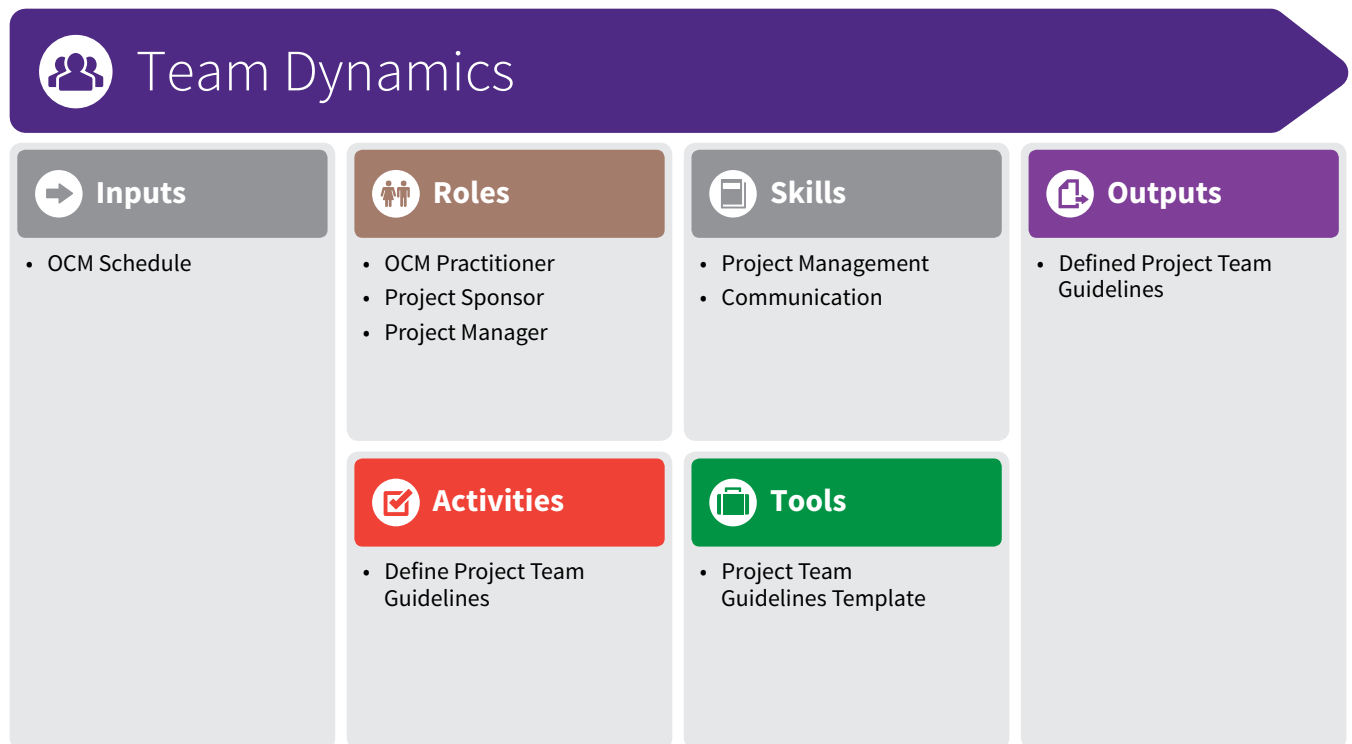 Team Dynamics
Inputs
• OCM Schedule
Roles
• OCM Practitioner
• Project Sponsor
• Project Manager
Skills
• Project Management
• Communication
Outputs
• Defined Project Team
Guidelines
Activities
• Define Project Team
Guidelines
Tools
• Project Team
Guidelines Template